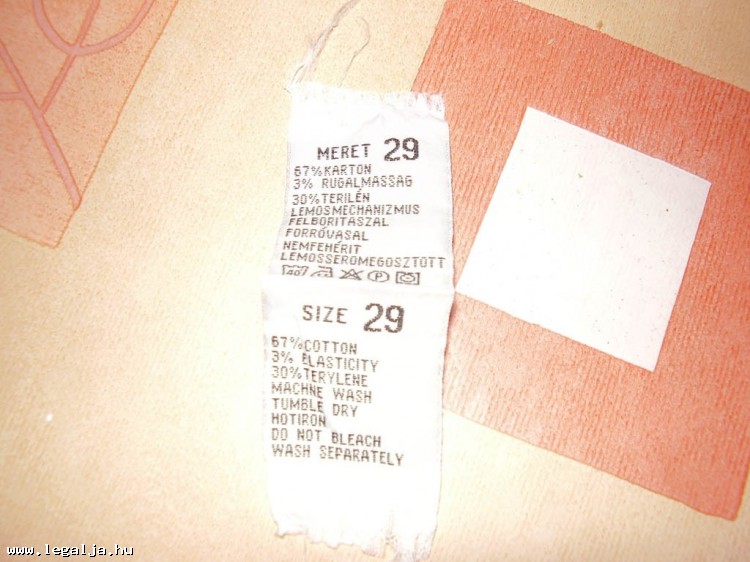 MERET 29
67%KARTON
3% RUGALMASSAG
30%TERILÉN
LEMOSMECHANIZMUS
FELBORITASZAL
FORRÓVASAL
NEMFEHÉRIT
LEMOSSEROMEGOSZTOTT
SIZE 29
67%COTTON
3% ELASTICITY
30%TERYLENE
MACHNE WASH
TUMBLE DRY
HOTIRON
DO NOT BLEACH
WASH SEPARATELY
www.legalja.hu